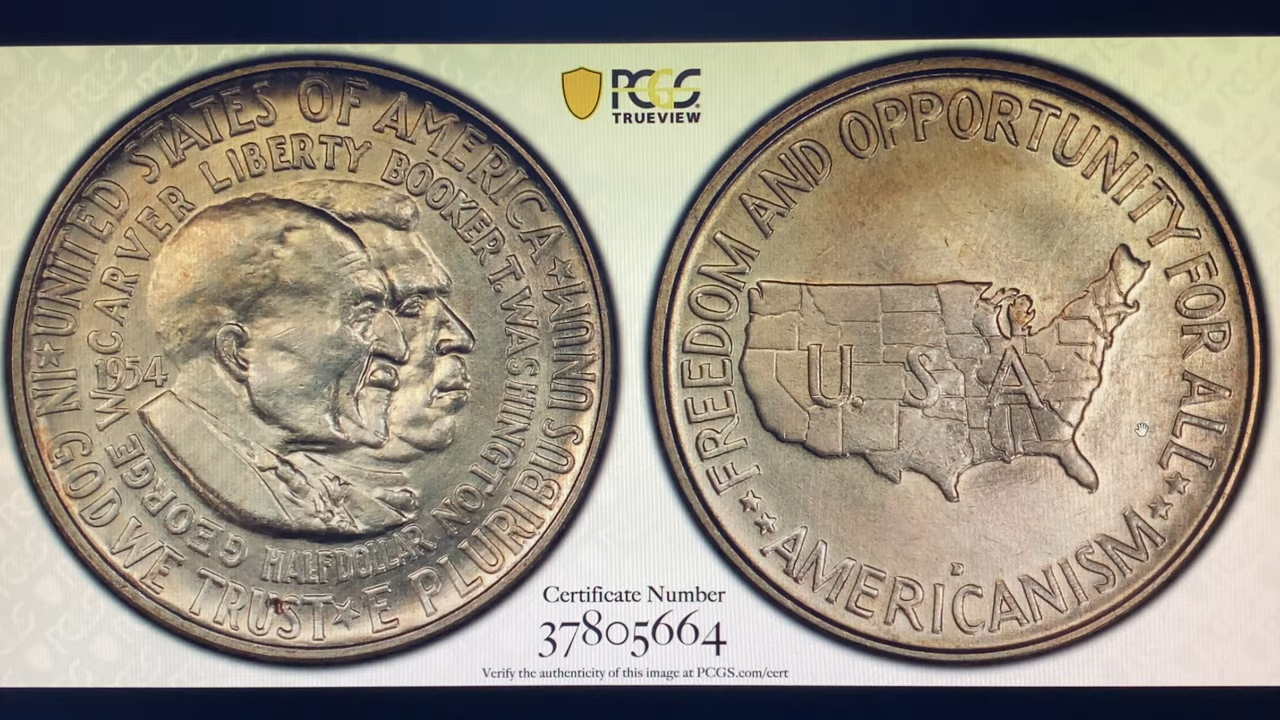 PCGS
TRUEVIEW
UNITED STATES OF AMERICA ★ E PLURIBUS UNUM ★ IN GOD WE TRUST ★
GEORGE W. CARVER LIBERTY BOOKER T. WASHINGTON
1954
HALF DOLLAR
FREEDOM AND OPPORTUNITY FOR ALL
U. S. A
D
★ ★ ★ AMERICANISM ★ ★
Certificate Number
37805664
Verify the authenticity of this image at PCGS.com/cert